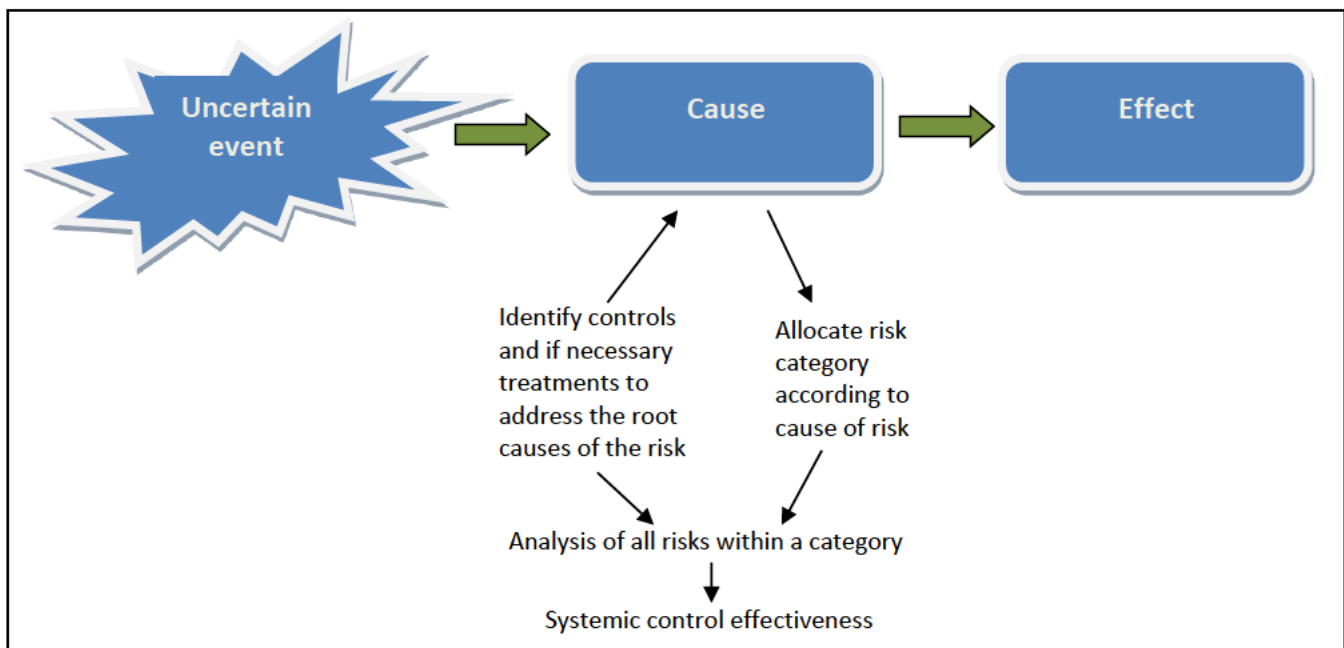 Uncertain
event
Cause
Effect
Identify controls
and if necessary
treatments to
address the root
causes of the risk
Allocate risk
category
according to
cause of risk
Analysis of all risks within a category
Systemic control effectiveness